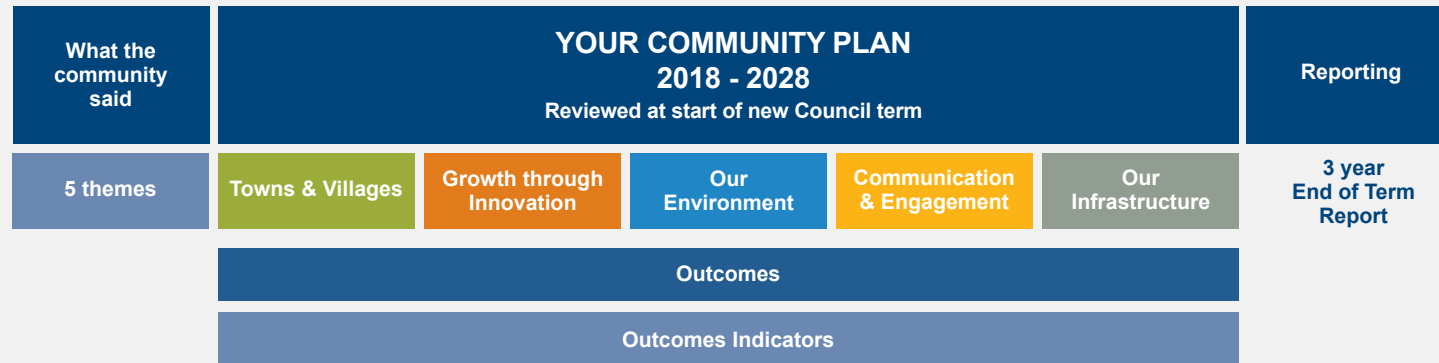 What the
community
said
YOUR COMMUNITY PLAN
2018 - 2028
Reviewed at start of new Council term
Reporting
5 themes
Towns & Villages
Growth through
Innovation
Our
Environment
Communication
& Engagement
Our
Infrastructure
3 year
End of Term
Report
Outcomes
Outcomes Indicators